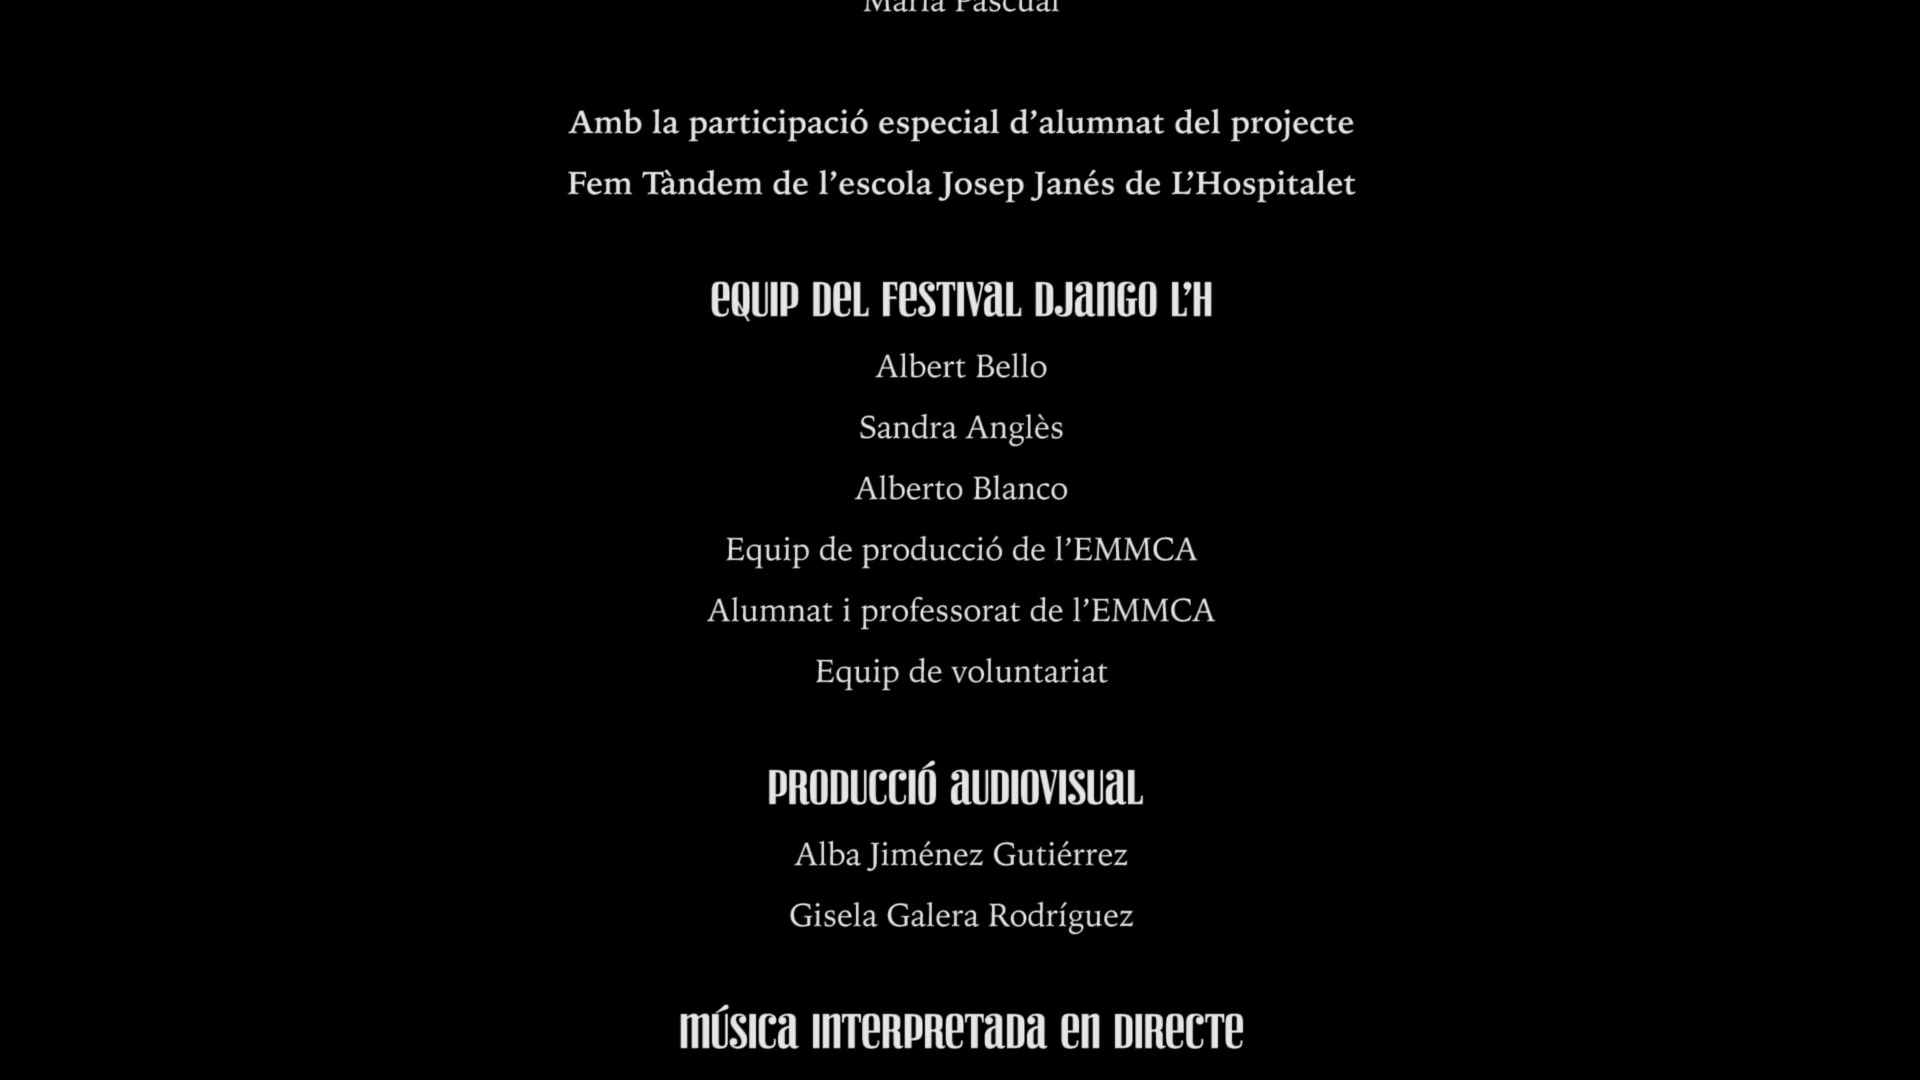 Maria Pascual
Amb la participació especial d’alumnat del projecte
Fem Tàndem de l’escola Josep Janés de L’Hospitalet
EQUIP DEL FESTIVAL DJANGO L’H
Albert Bello
Sandra Anglès
Alberto Blanco
Equip de producció de l’EMMCA
Alumnat i professorat de l’EMMCA
Equip de voluntariat
PRODUCCIÓ AUDIOVISUAL
Alba Jiménez Gutiérrez
Gisela Galera Rodríguez
MÚSICA INTERPRETADA EN DIRECTE